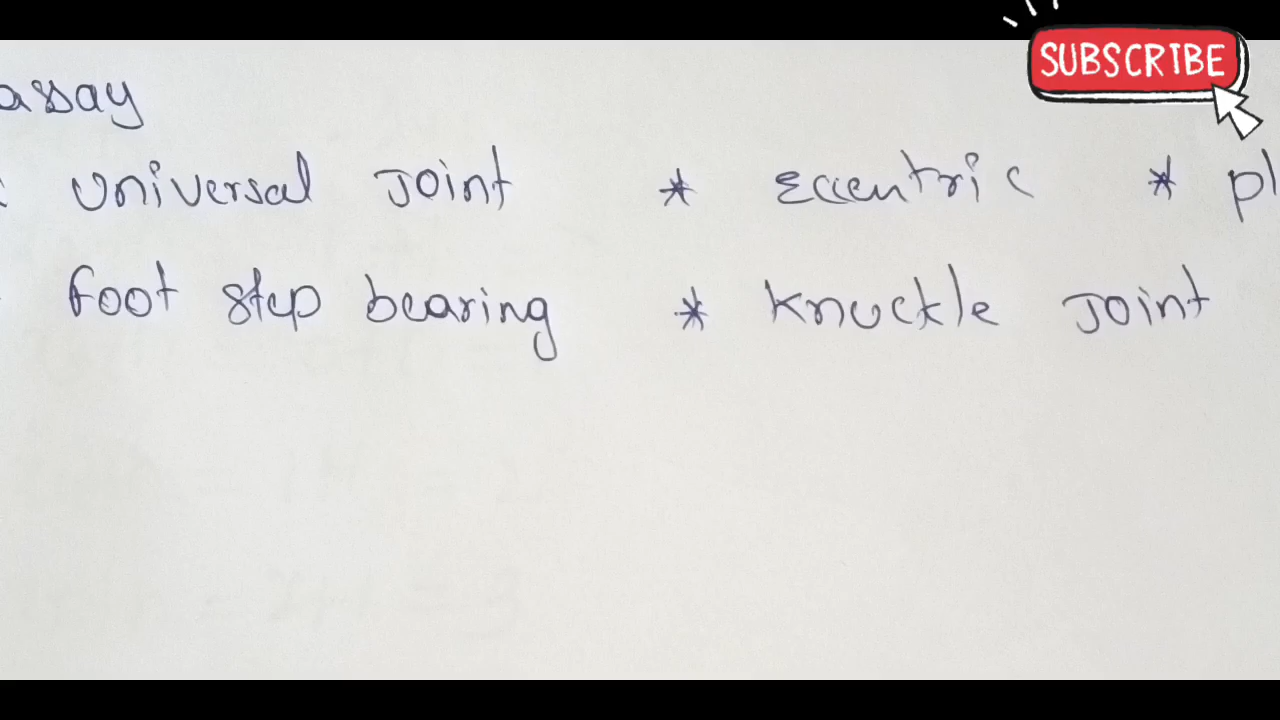 SUBSCRIBE
assay
universal Joint * Eccentric * pl
Foot step bearing * Knuckle Joint